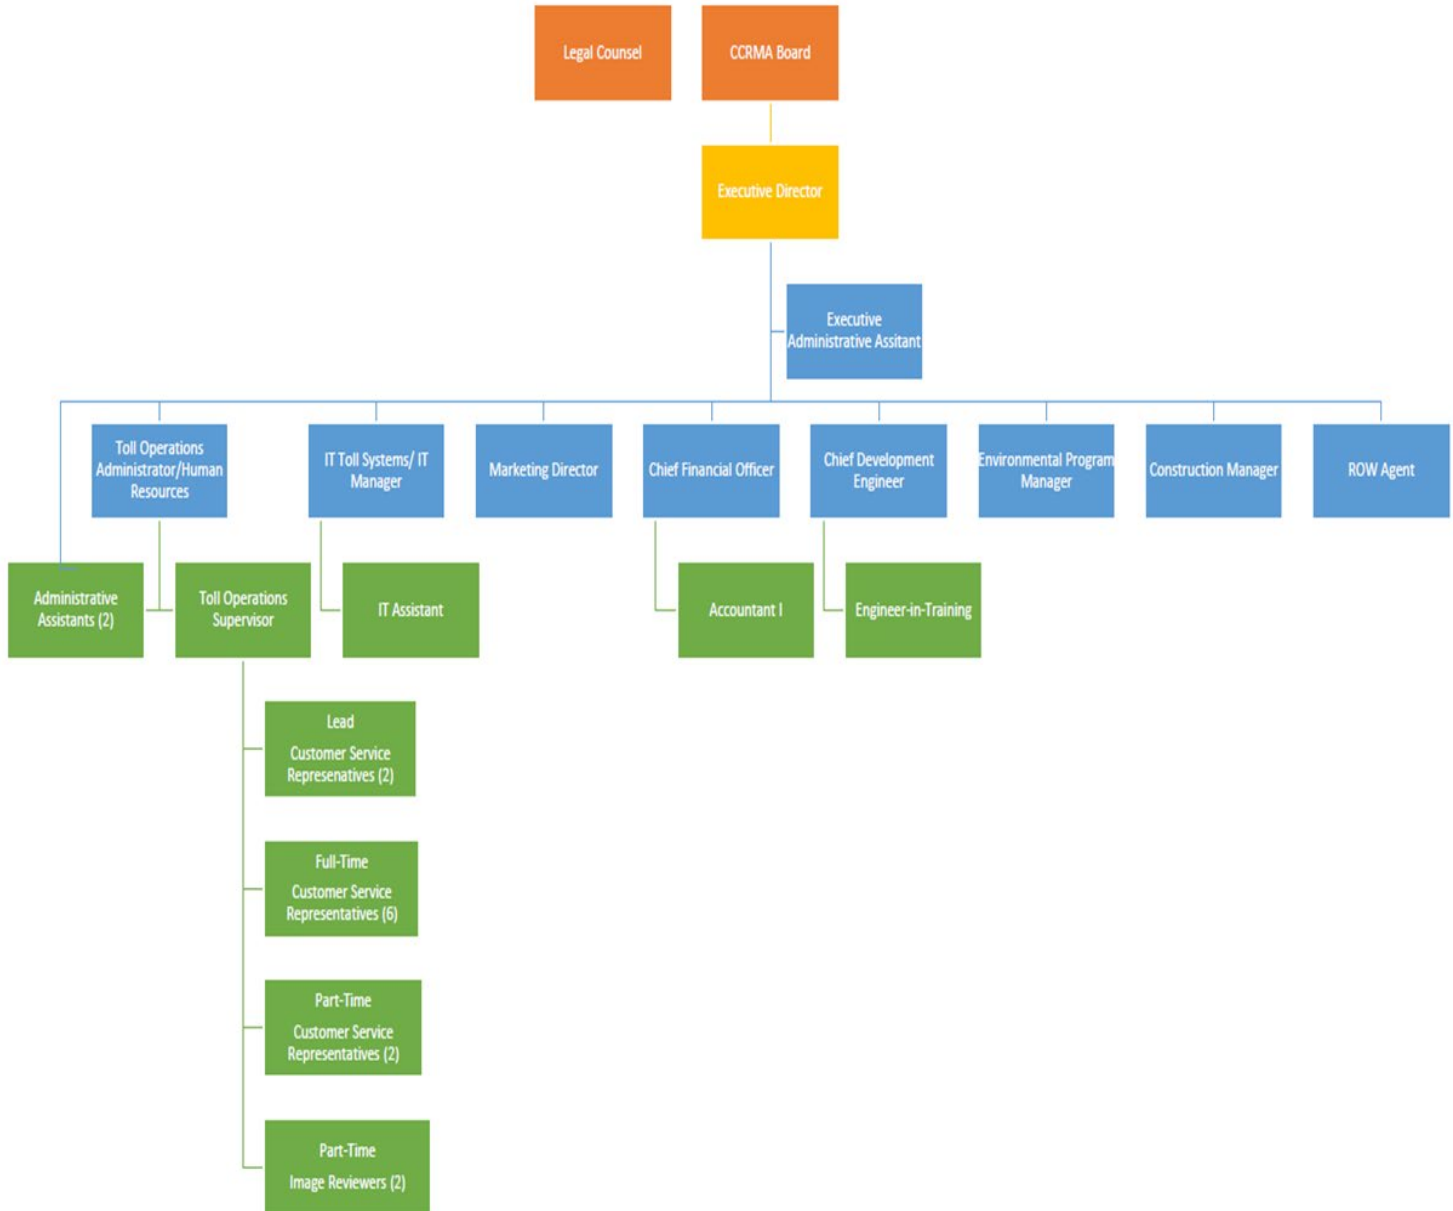 Legal Counsel
CCRMA Board
Executive Director
Executive
Administrative Assitant
Toll Operations
Administrator/Human
Resources
IT Toll Systems/ IT
Manager
Marketing Director
Chief Financial Officer
Chief Development
Engineer
Environmental Program
Manager
Construction Manager
ROW Agent
Administrative
Assistants (2)
Toll Operations
Supervisor
IT Assistant
Accountant I
Engineer-in-Training
Lead
Customer Service
Represenatives (2)
Full-Time
Customer Service
Representatives (6)
Part-Time
Customer Service
Representatives (2)
Part-Time
Image Reviewers (2)